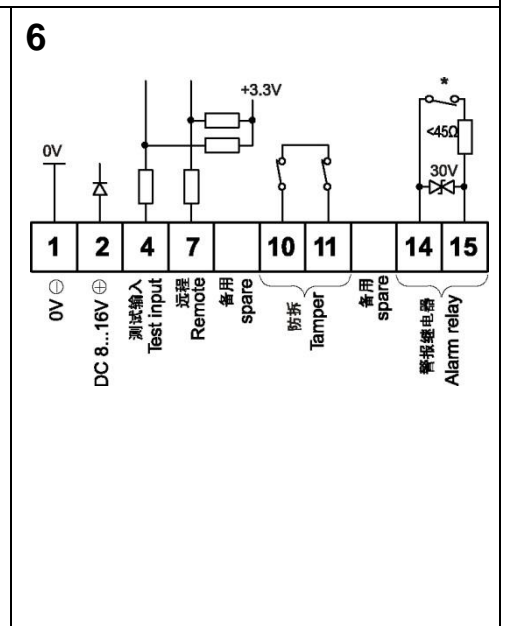 6
+3.3V
*
0V
<45Ω
30V
1 2 4 7 10 11 14 15
0V ⊖
DC 8...16V ⊕
测试输入
Test input
远程
Remote
备用
spare
防拆
Tamper
备用
spare
警报继电器
Alarm relay